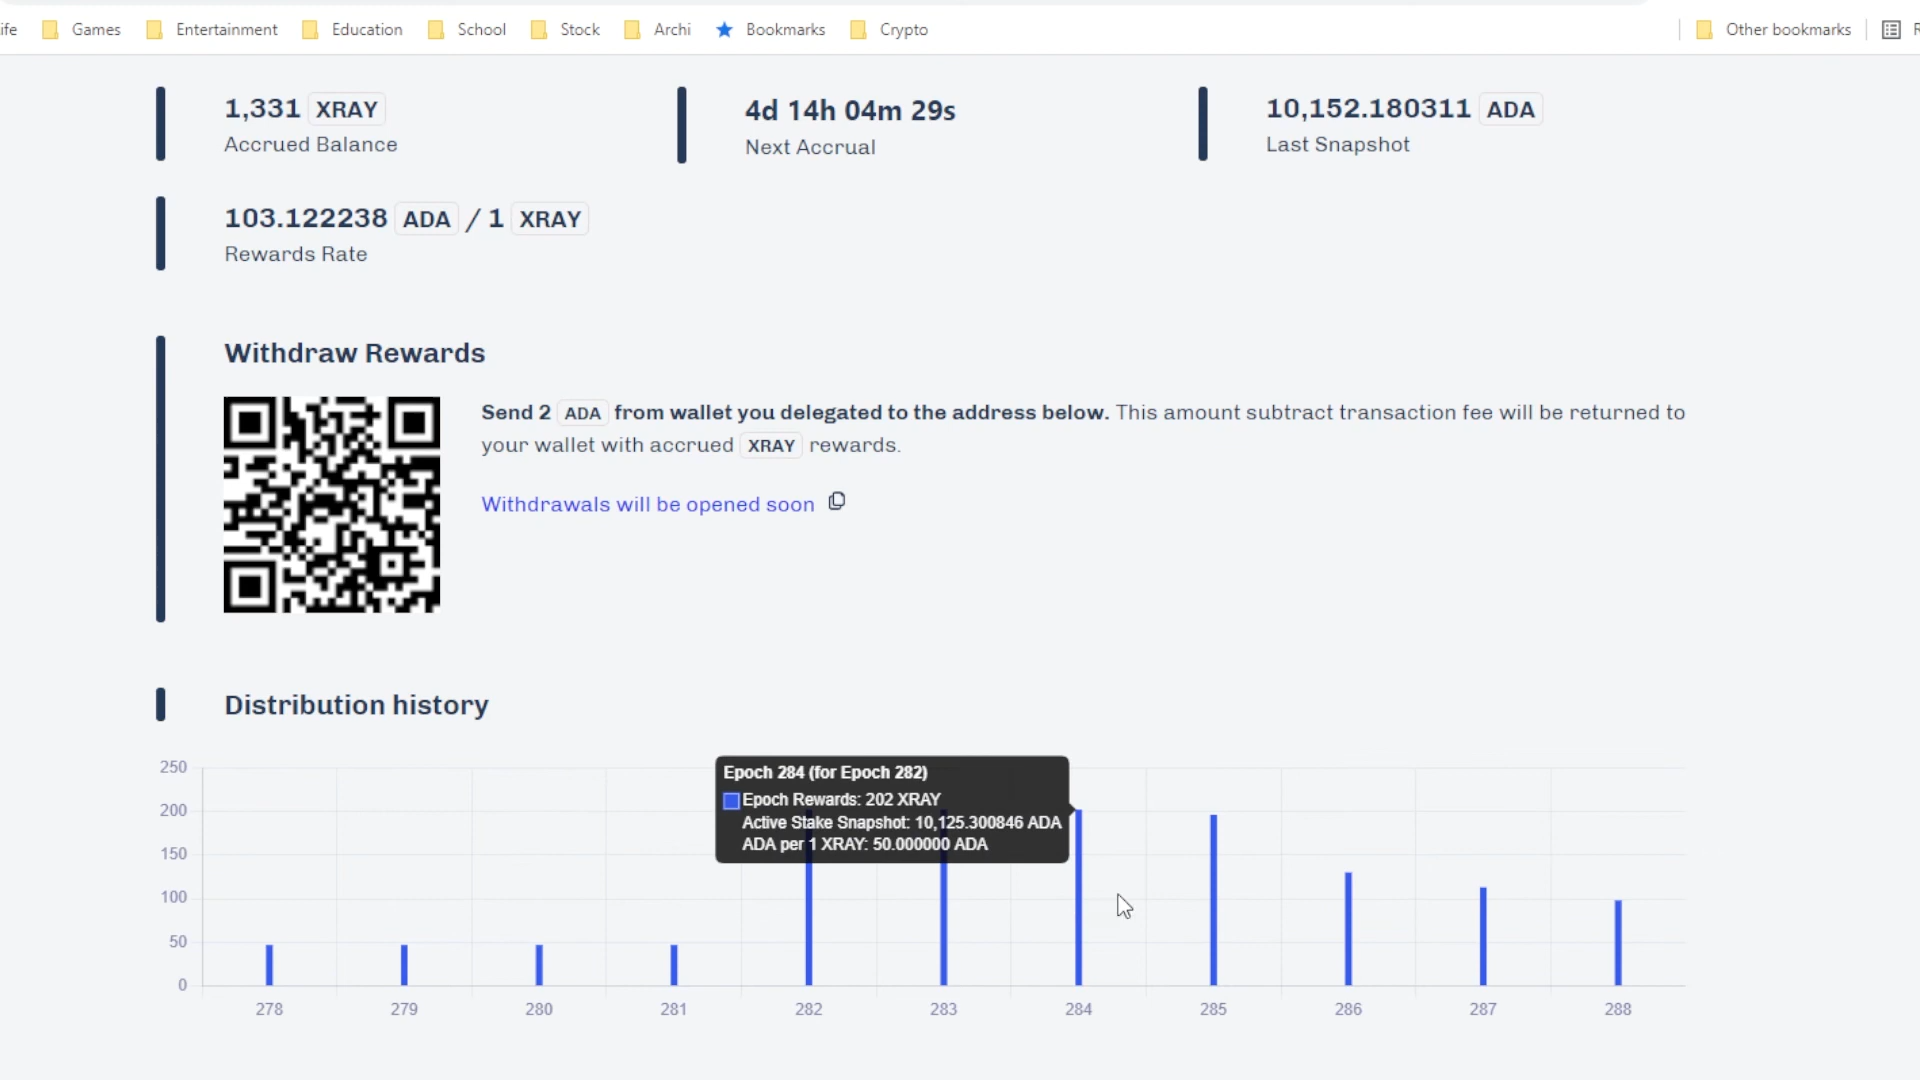 ife Games Entertainment Education School Stock Archi Bookmarks Crypto Other bookmarks
1,331 XRAY
Accrued Balance
4d 14h 04m 29s
Next Accrual
10,152.180311 ADA
Last Snapshot
103.122238 ADA / 1 XRAY
Rewards Rate
Withdraw Rewards
Send 2 ADA from wallet you delegated to the address below. This amount subtract transaction fee will be returned to
your wallet with accrued XRAY rewards.
Withdrawals will be opened soon
Distribution history
Epoch 284 (for Epoch 282)
Epoch Rewards: 202 XRAY
Active Stake Snapshot: 10,125.300846 ADA
ADA per 1 XRAY: 50.000000 ADA
250
200
150
100
50
0
278 279 280 281 282 283 284 285 286 287 288